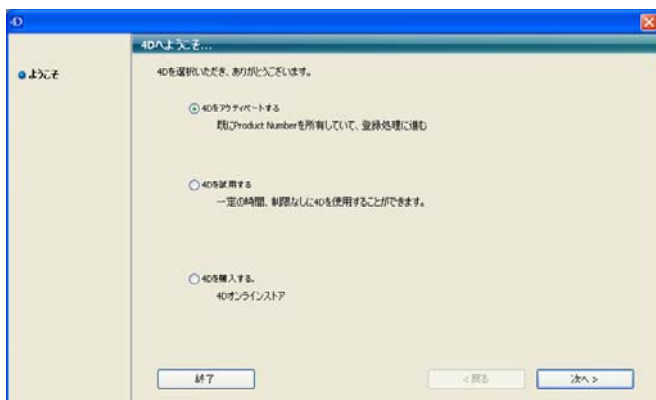 4D
4Dへようこそ...
ようこそ
4Dを選択いただき、ありがとうございます。
4Dをアクティベートする
既にProduct Numberを所有していて、登録処理に進む
4Dを試用する
一定の時間、制限なしに4Dを使用することができます。
4Dを購入する。
4Dオンラインストア
終了
< 戻る
次へ >